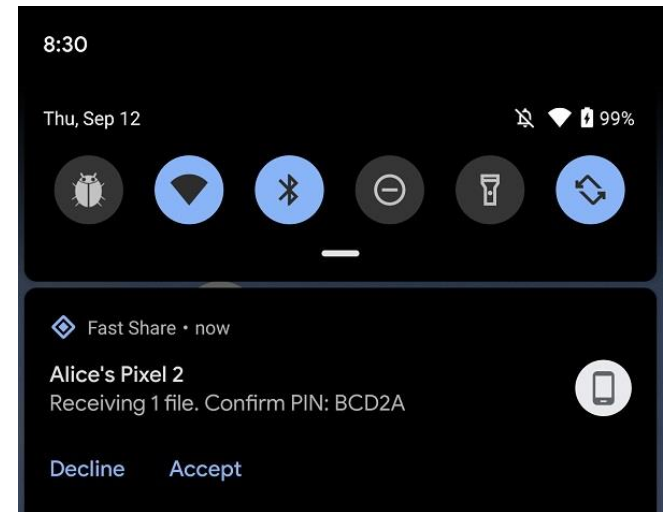 8:30
Thu, Sep 12 99%
Fast Share • now
Alice's Pixel 2
Receiving 1 file. Confirm PIN: BCD2A
Decline Accept